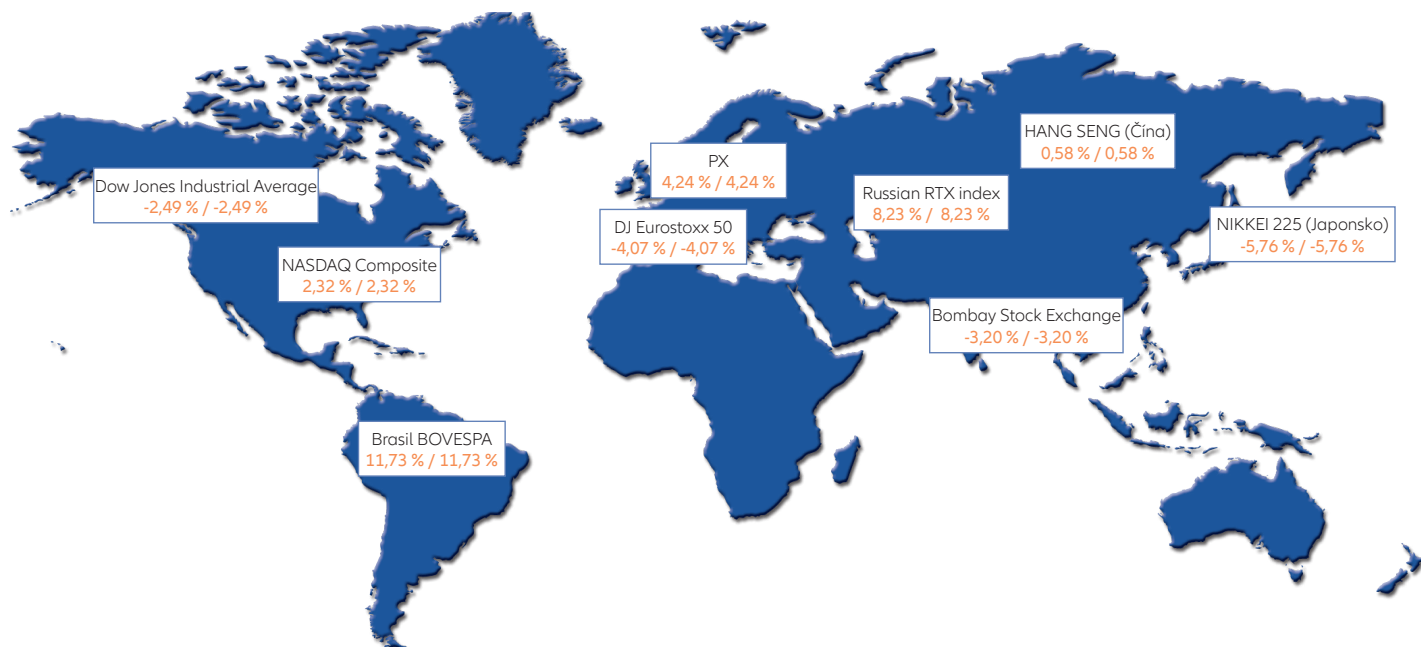 HANG SENG (Čína)
0,58 % / 0,58 %
PX
4,24 % / 4,24 %
Dow Jones Industrial Average
-2,49 % / -2,49 %
Russian RTX index
8,23 % /  8,23 %
DJ Eurostoxx 50
-4,07 % / -4,07 %
NIKKEI 225 (Japonsko)
-5,76 % / -5,76 %
NASDAQ Composite
2,32 % / 2,32 %
Bombay Stock Exchange
-3,20 % / -3,20 %
Brasil BOVESPA
11,73 % / 11,73 %